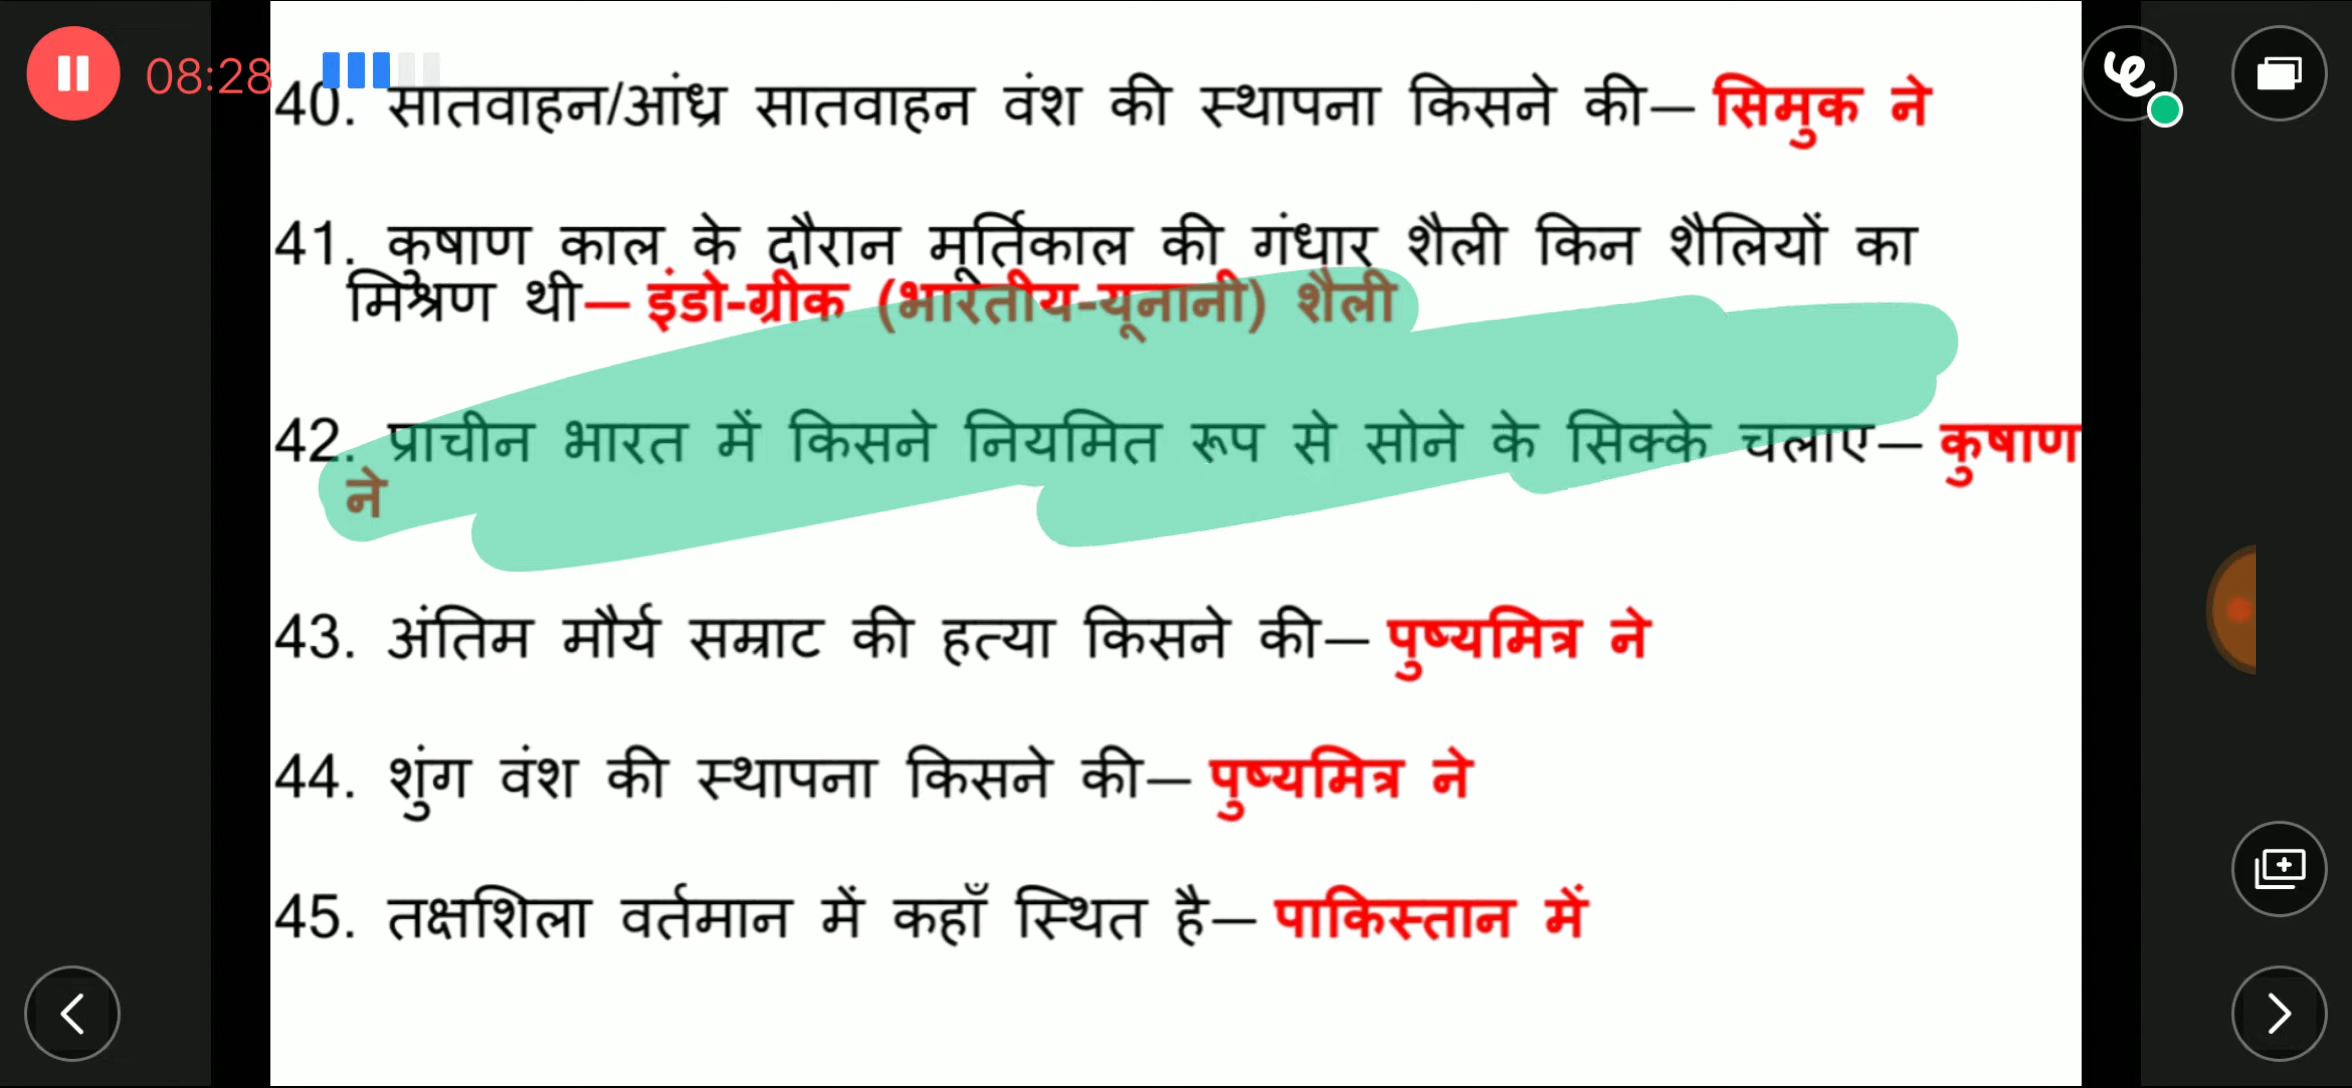 08:28
40. सातवाहन/आंध्र सातवाहन वंश की स्थापना किसने की— सिमुक ने
41. कुषाण काल के दौरान मूर्तिकाल की गंधार शैली किन शैलियों का
मिश्रण थी— इंडो-ग्रीक (भारतीय-यूनानी) शैली
42. प्राचीन भारत में किसने नियमित रूप से सोने के सिक्के चलाए— कुषाण
ने
43. अंतिम मौर्य सम्राट की हत्या किसने की— पुष्यमित्र ने
44. शुंग वंश की स्थापना किसने की— पुष्यमित्र ने
45. तक्षशिला वर्तमान में कहाँ स्थित है— पाकिस्तान में